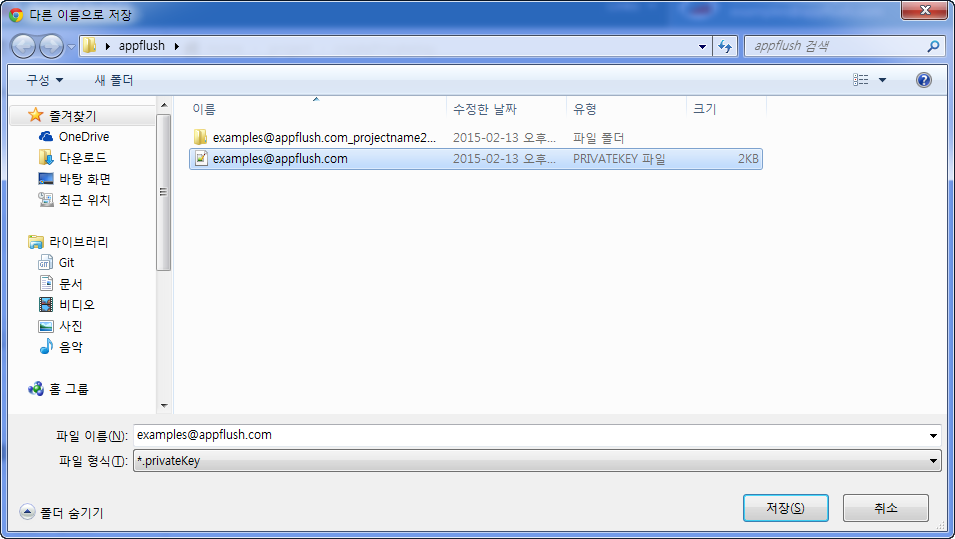 다른 이름으로 저장
appflush
appflush 검색
구성
새 폴더
이름
수정한 날짜
유형
크기
즐겨찾기
OneDrive
다운로드
바탕 화면
최근 위치
라이브러리
Git
문서
비디오
사진
음악
홈 그룹
examples@appflush.com_projectname2... 2015-02-13 오후... 파일 폴더
examples@appflush.com 2015-02-13 오후... PRIVATEKEY 파일 2KB
파일 이름(N): examples@appflush.com
파일 형식(T): *.privateKey
폴더 숨기기
저장(S)
취소